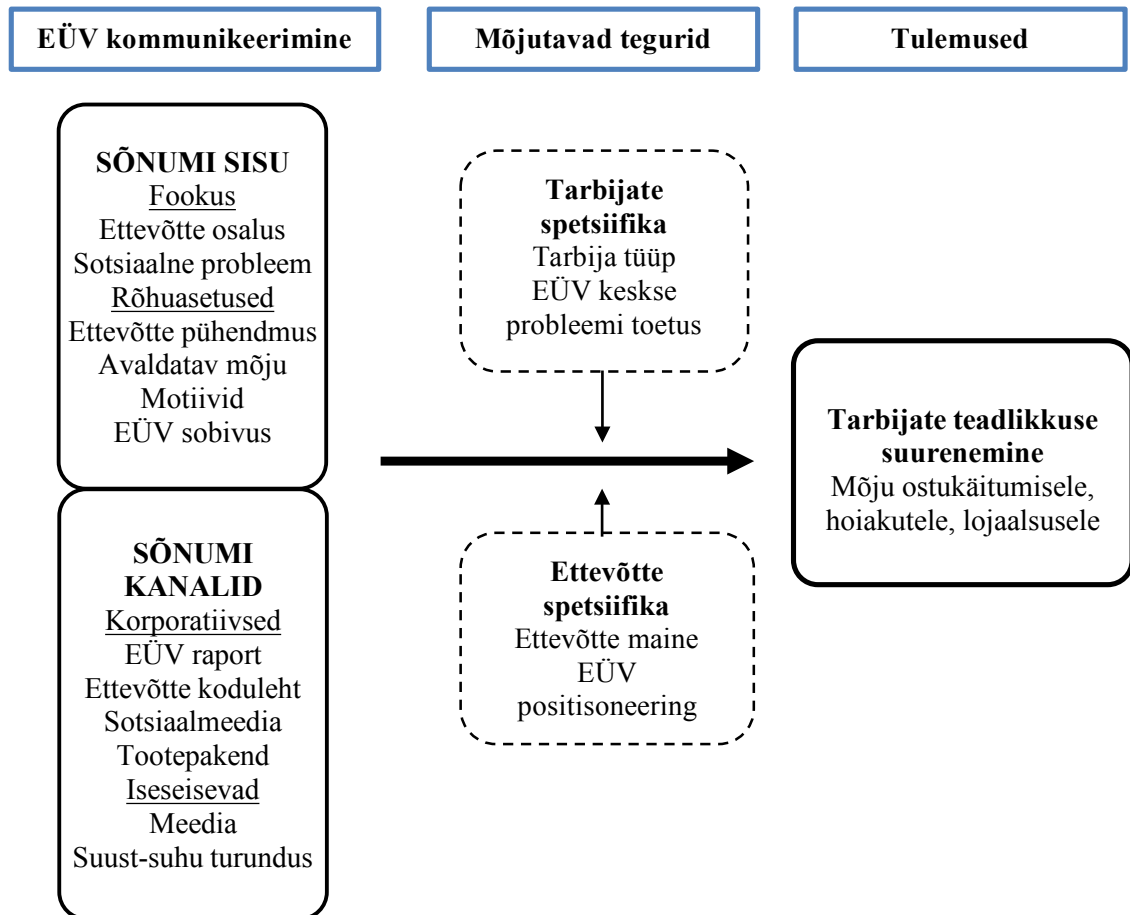 EÜV kommunikeerimine
Mõjutavad tegurid
Tulemused
SÕNUMI SISU
Fookus
Ettevõtte osalus
Sotsiaalne probleem
Rõhuasetused
Ettevõtte pühendmus
Avaldatav mõju
Motiivid
EÜV sobivus
SÕNUMI
KANALID
Korporatiivsed
EÜV raport
Ettevõtte koduleht
Sotsiaalmeedia
Tootepakend
Iseseisevad
Meedia
Suust-suhu turundus
Tarbijate
spetsiifika
Tarbija tüüp
EÜV keskse
probleemi toetus
Ettevõtte
spetsiifika
Ettevõtte maine
EÜV
positisoneering
Tarbijate teadlikkuse
suurenemine
Mõju ostukäitumisele,
hoiakutele, lojaalsusele